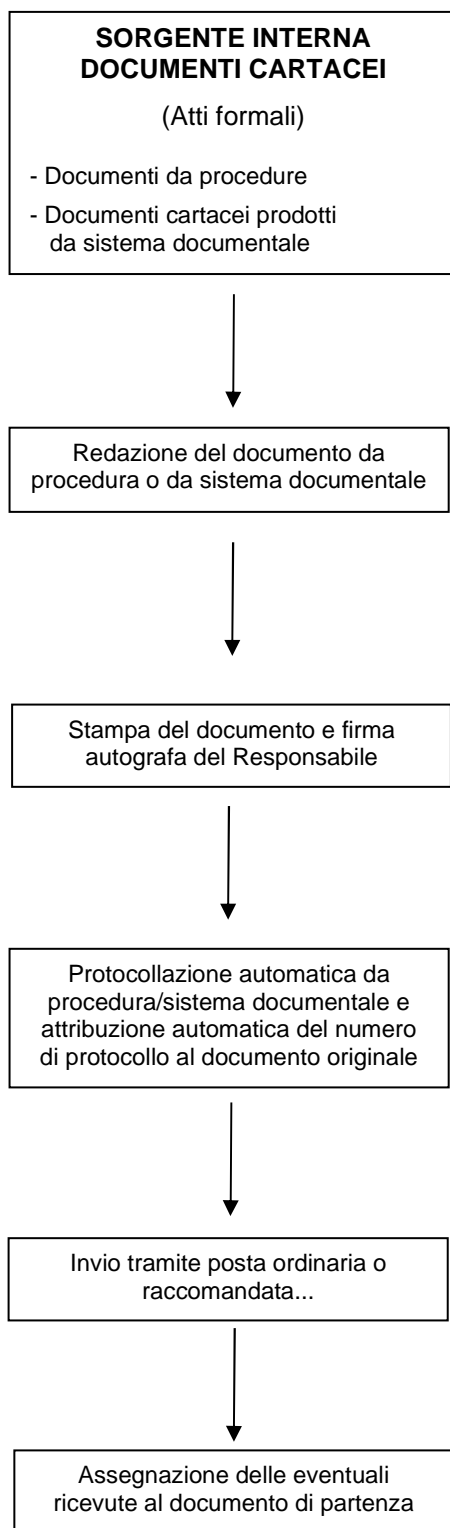 SORGENTE INTERNA
DOCUMENTI CARTACEI
(Atti formali)
- Documenti da procedure
- Documenti cartacei prodotti
da sistema documentale
Redazione del documento da
procedura o da sistema documentale
Stampa del documento e firma
autografa del Responsabile
Protocollazione automatica da
procedura/sistema documentale e
attribuzione automatica del numero
di protocollo al documento originale
Invio tramite posta ordinaria o
raccomandata...
Assegnazione delle eventuali
ricevute al documento di partenza